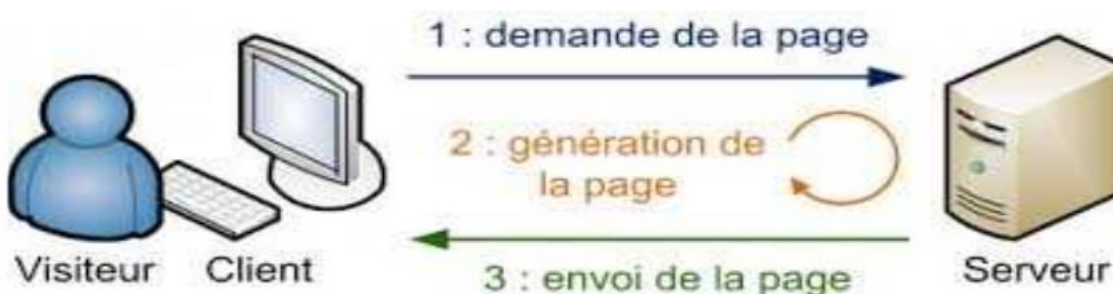 1 : demande de la page
2 : génération de
la page
3 : envoi de la page
Visiteur
Client
Serveur